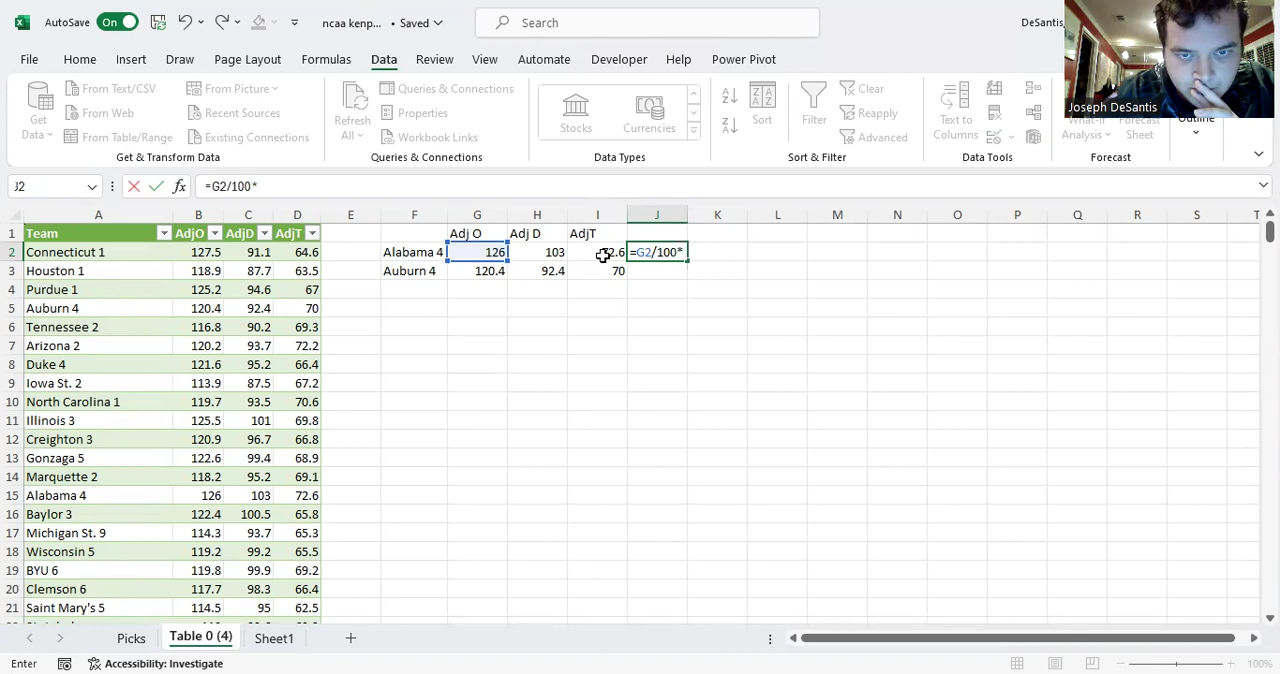 AutoSave On ncaa kenp... • Saved Search DeSantis,
File Home Insert Draw Page Layout Formulas Data Review View Automate Developer Help Power Pivot
Joseph DeSantis
Get Data
From Text/CSV
From Web
From Table/Range
From Picture
Recent Sources
Existing Connections
Get & Transform Data
Refresh All
Queries & Connections
Properties
Workbook Links
Queries & Connections
Stocks Currencies
Data Types
Sort Filter
Clear
Reapply
Advanced
Sort & Filter
Text to Columns
Data Tools
What-If Analysis
Forecast Sheet
Forecast
Outline
J2 fx =G2/100*
A B C D E F G H I J K L M N O P Q R S T
1 Team AdjO AdjD AdjT Adj O Adj D AdjT
2 Connecticut 1 127.5 91.1 64.6 Alabama 4 126 103 2.6 =G2/100*
3 Houston 1 118.9 87.7 63.5 Auburn 4 120.4 92.4 70
4 Purdue 1 125.2 94.6 67
5 Auburn 4 120.4 92.4 70
6 Tennessee 2 116.8 90.2 69.3
7 Arizona 2 120.2 93.7 72.2
8 Duke 4 121.6 95.2 66.4
9 Iowa St. 2 113.9 87.5 67.2
10 North Carolina 1 119.7 93.5 70.6
11 Illinois 3 125.5 101 69.8
12 Creighton 3 120.9 96.7 66.8
13 Gonzaga 5 122.6 99.4 68.9
14 Marquette 2 118.2 95.2 69.1
15 Alabama 4 126 103 72.6
16 Baylor 3 122.4 100.5 65.8
17 Michigan St. 9 114.3 93.7 65.3
18 Wisconsin 5 119.2 99.2 65.5
19 BYU 6 119.8 99.9 69.2
20 Clemson 6 117.7 98.3 66.4
21 Saint Mary's 5 114.5 95 62.5
Picks Table 0 (4) Sheet1
Enter Accessibility: Investigate 100%